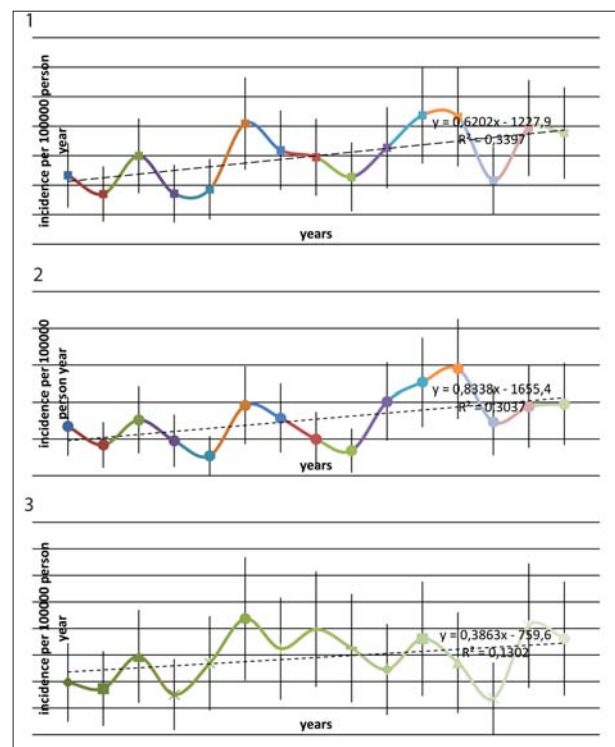 1
incidence per 100000 person
year
y = 0,6202x - 1227,9
R² = 0,3397
years
2
incidence per 100000
person year
y = 0,8338x - 1655,4
R² = 0,3037
years
3
incidence per 100000 person
year
y = 0,3863x - 759,6
R² = 0,1302
years